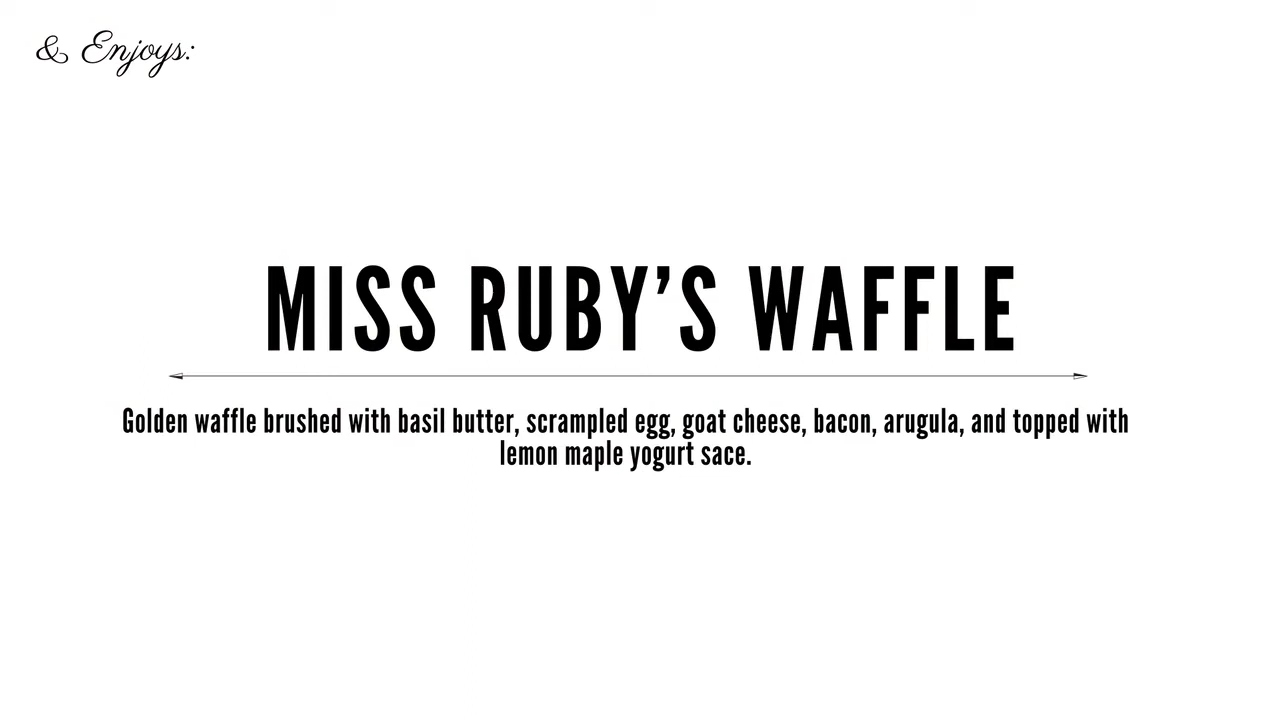 & Enjoys:
MISS RUBY’S WAFFLE
Golden waffle brushed with basil butter, scrampled egg, goat cheese, bacon, arugula, and topped with
lemon maple yogurt sace.